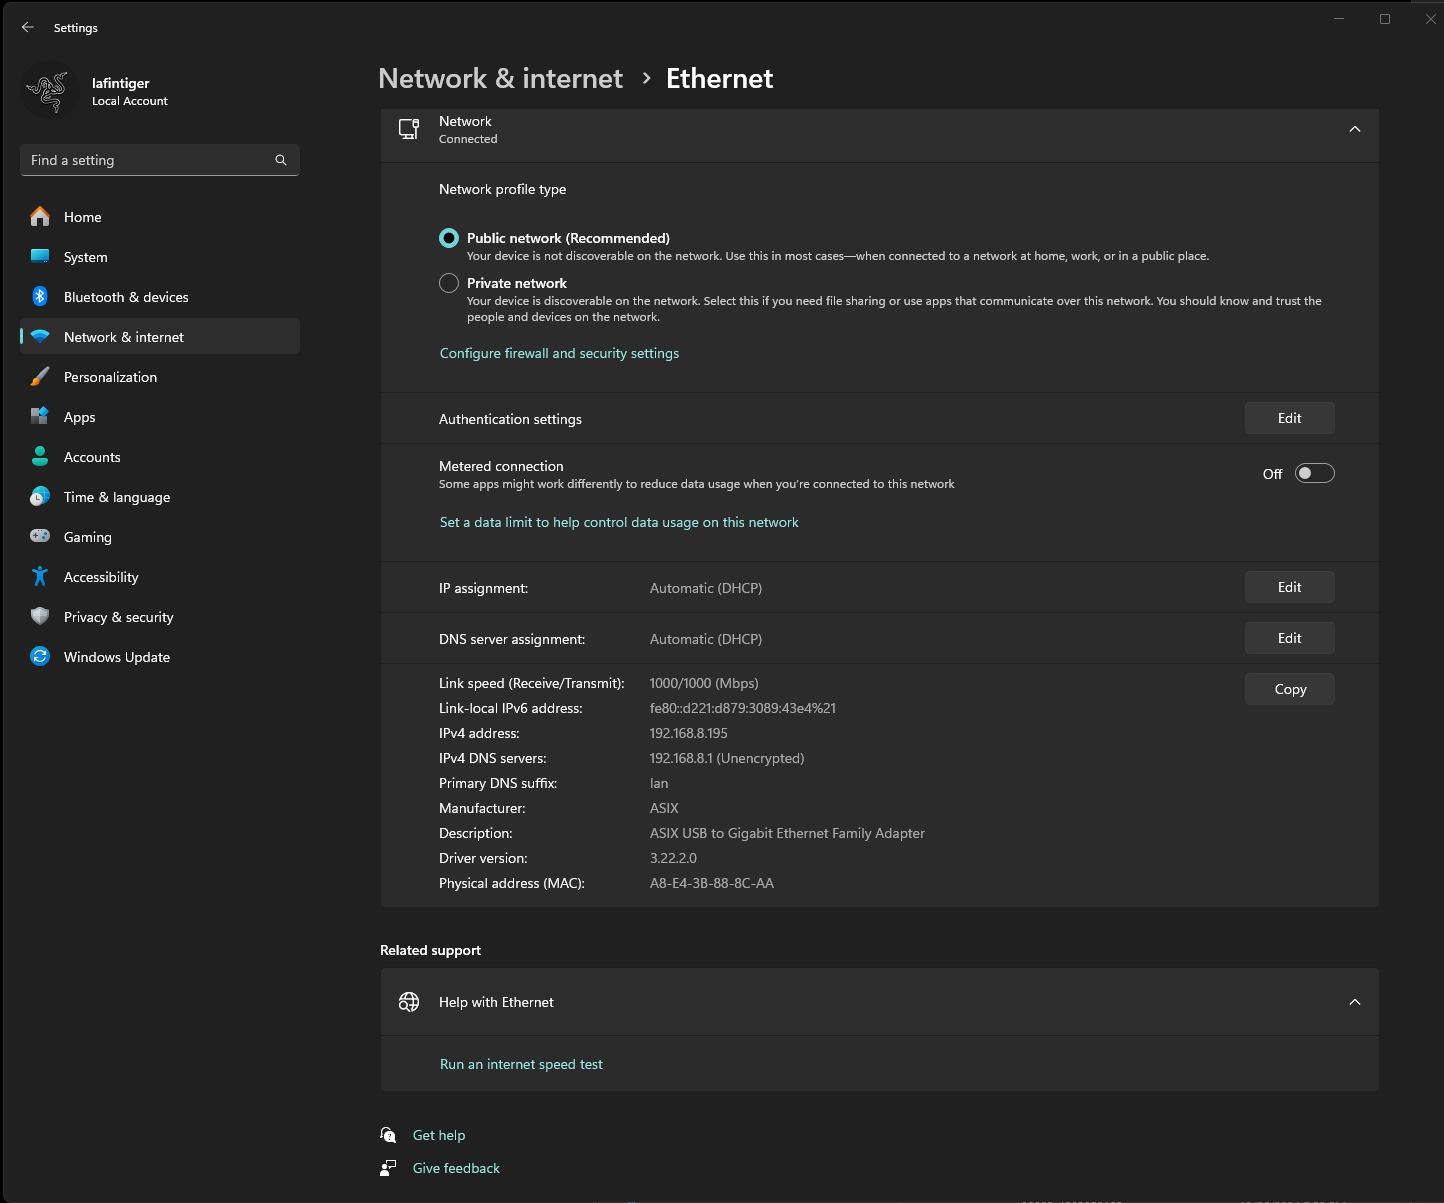 Settings
lafintiger
Local Account
Find a setting
Home
System
Bluetooth & devices
Network & internet
Personalization
Apps
Accounts
Time & language
Gaming
Accessibility
Privacy & security
Windows Update
Network & internet › Ethernet
Network
Connected
Network profile type
Public network (Recommended)
Your device is not discoverable on the network. Use this in most cases—when connected to a network at home, work, or in a public place.
Private network
Your device is discoverable on the network. Select this if you need file sharing or use apps that communicate over this network. You should know and trust the
people and devices on the network.
Configure firewall and security settings
Authentication settings Edit
Metered connection
Some apps might work differently to reduce data usage when you're connected to this network
Off
Set a data limit to help control data usage on this network
IP assignment: Automatic (DHCP) Edit
DNS server assignment: Automatic (DHCP) Edit
Link speed (Receive/Transmit): 1000/1000 (Mbps) Copy
Link-local IPv6 address: fe80::d221:d879:3089:43e4%21
IPv4 address: 192.168.8.195
IPv4 DNS servers: 192.168.8.1 (Unencrypted)
Primary DNS suffix: lan
Manufacturer: ASIX
Description: ASIX USB to Gigabit Ethernet Family Adapter
Driver version: 3.22.2.0
Physical address (MAC): A8-E4-3B-88-8C-AA
Related support
Help with Ethernet
Run an internet speed test
Get help
Give feedback